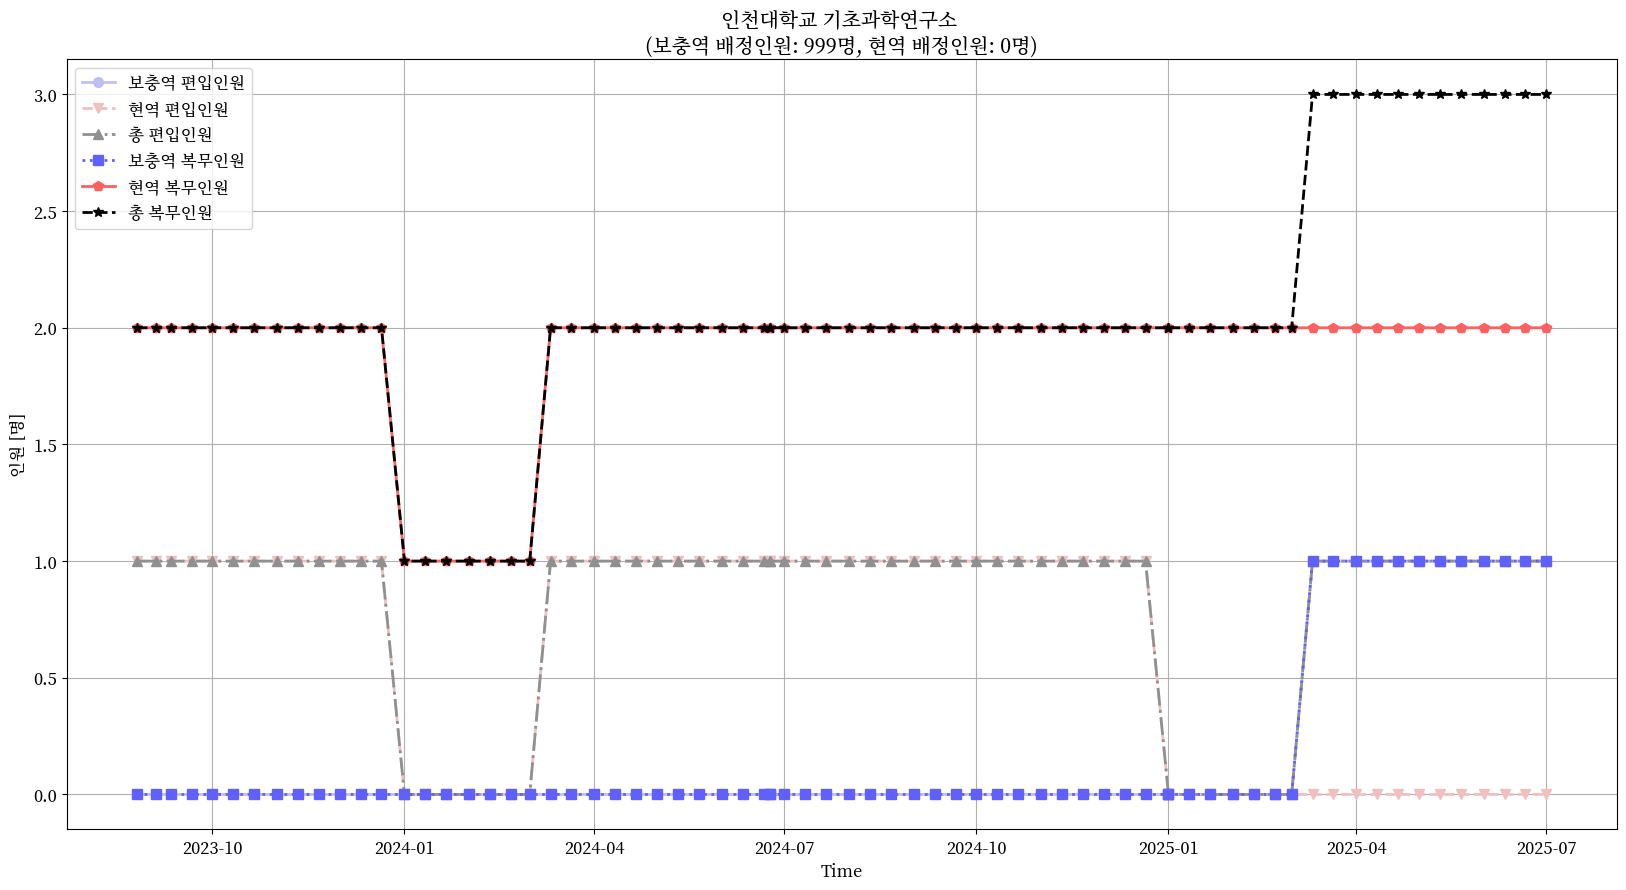 인천대학교 기초과학연구소
(보충역 배정인원: 999명, 현역 배정인원: 0명)
보충역 편입인원
현역 편입인원
총 편입인원
보충역 복무인원
현역 복무인원
총 복무인원
인원 [명]
3.0
2.5
2.0
1.5
1.0
0.5
0.0
2023-10
2024-01
2024-04
2024-07
2024-10
2025-01
2025-04
2025-07
Time